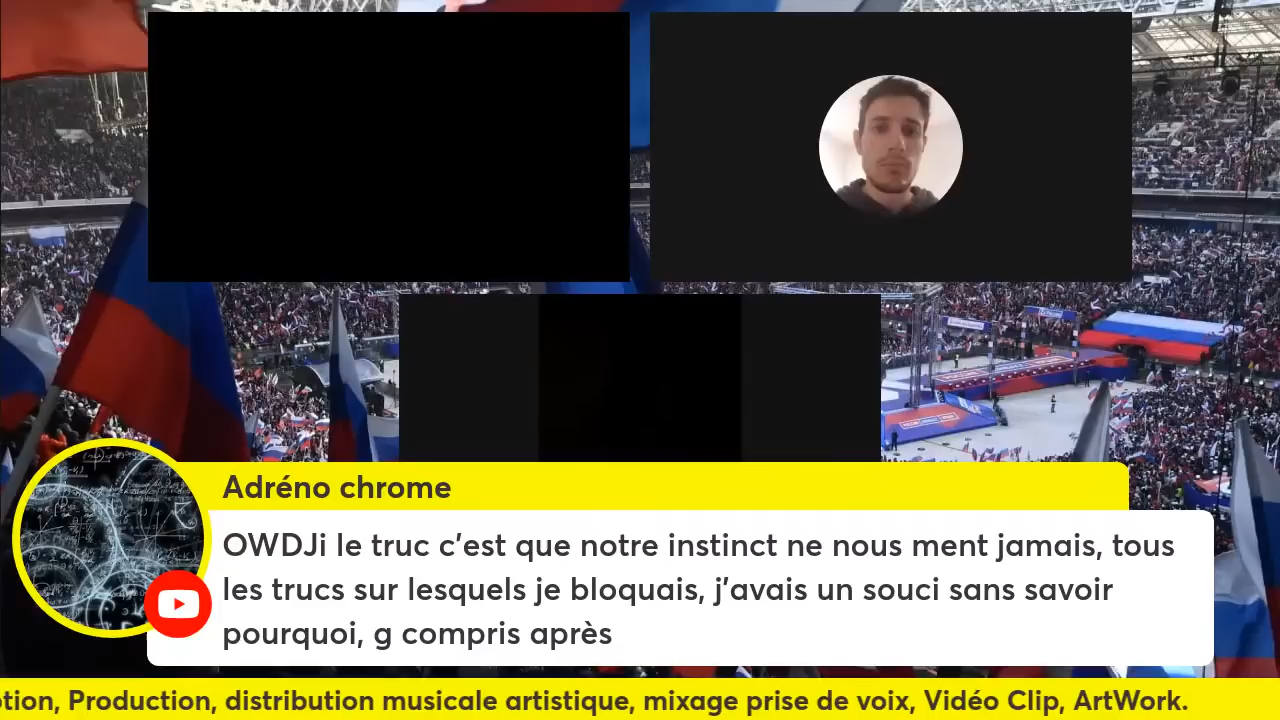 Adréno chrome
OWDJi le truc c'est que notre instinct ne nous ment jamais, tous
les trucs sur lesquels je bloquais, j'avais un souci sans savoir
pourquoi, g compris après
tion, Production, distribution musicale artistique, mixage prise de voix, Vidéo Clip, ArtWork.